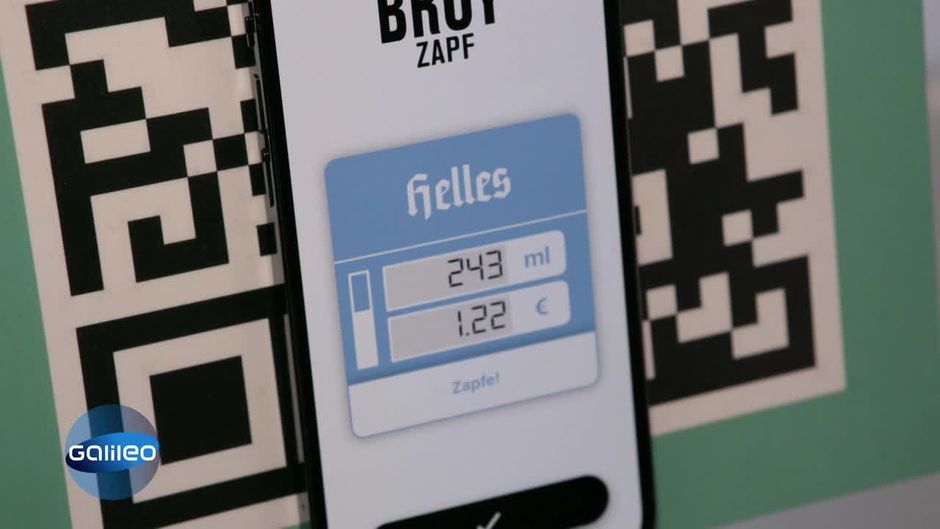 BRUY
ZAPF
Helles
243 ml
1.22 €
Zapfe!
GALILEO